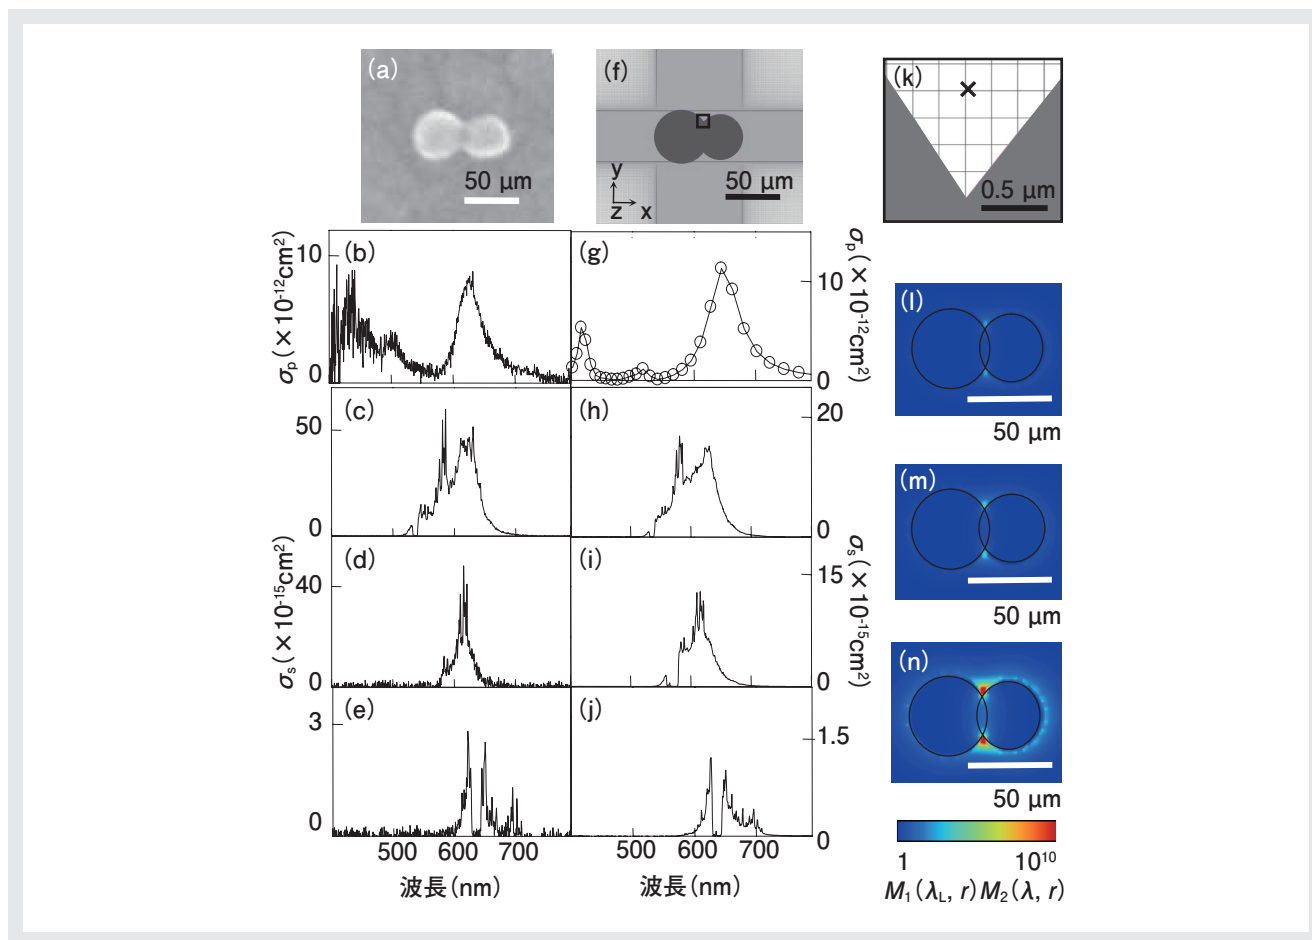 (a)
50 μm
(f)
y
z x
50 μm
(k)
0.5 μm
(b)
10
0
σp(×10-12cm2)
(g)
10
0
σp(×10-12cm2)
(c)
50
0
(h)
20
0
(d)
40
0
σs(×10-15cm2)
(i)
15
0
σs(×10-15cm2)
(e)
3
0
500 600 700
波長(nm)
(j)
1.5
0
500 600 700
波長(nm)
(l)
50 μm
(m)
50 μm
(n)
50 μm
1 1010
M1(λL, r)M2(λ, r)